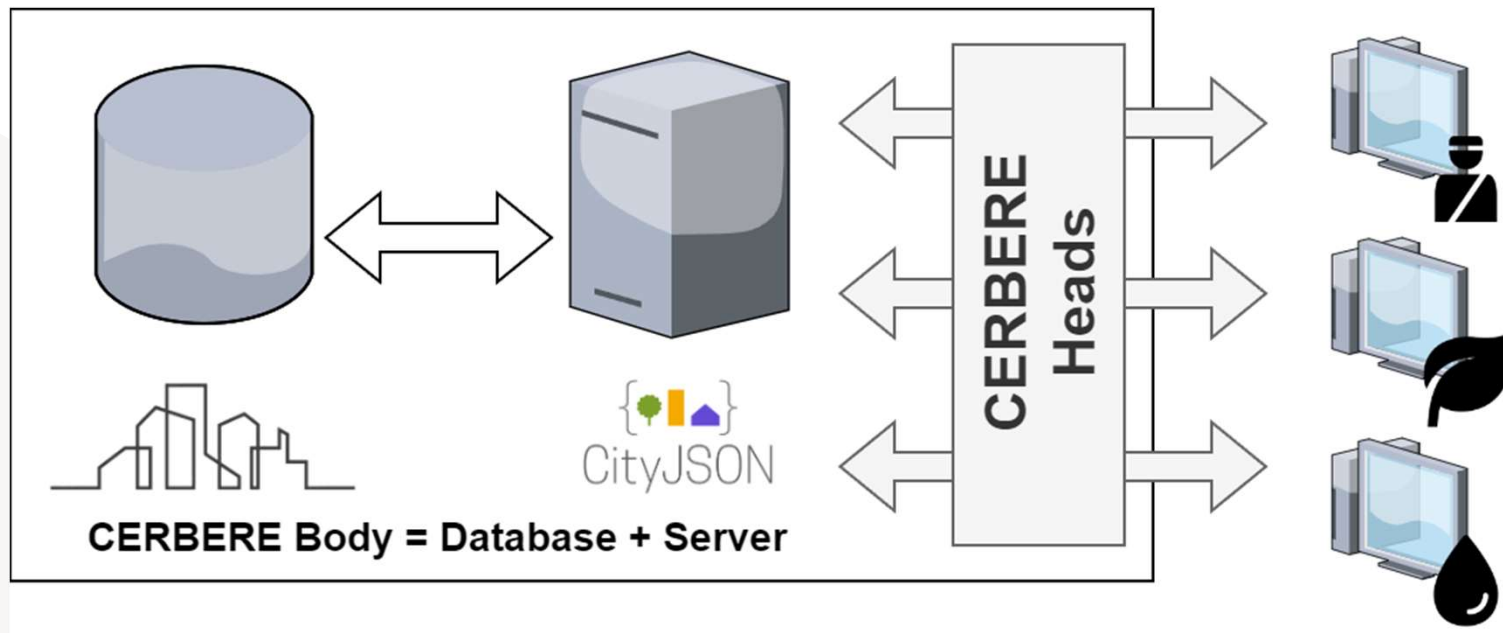 CERBERE
Heads
CityJSON
CERBERE Body = Database + Server